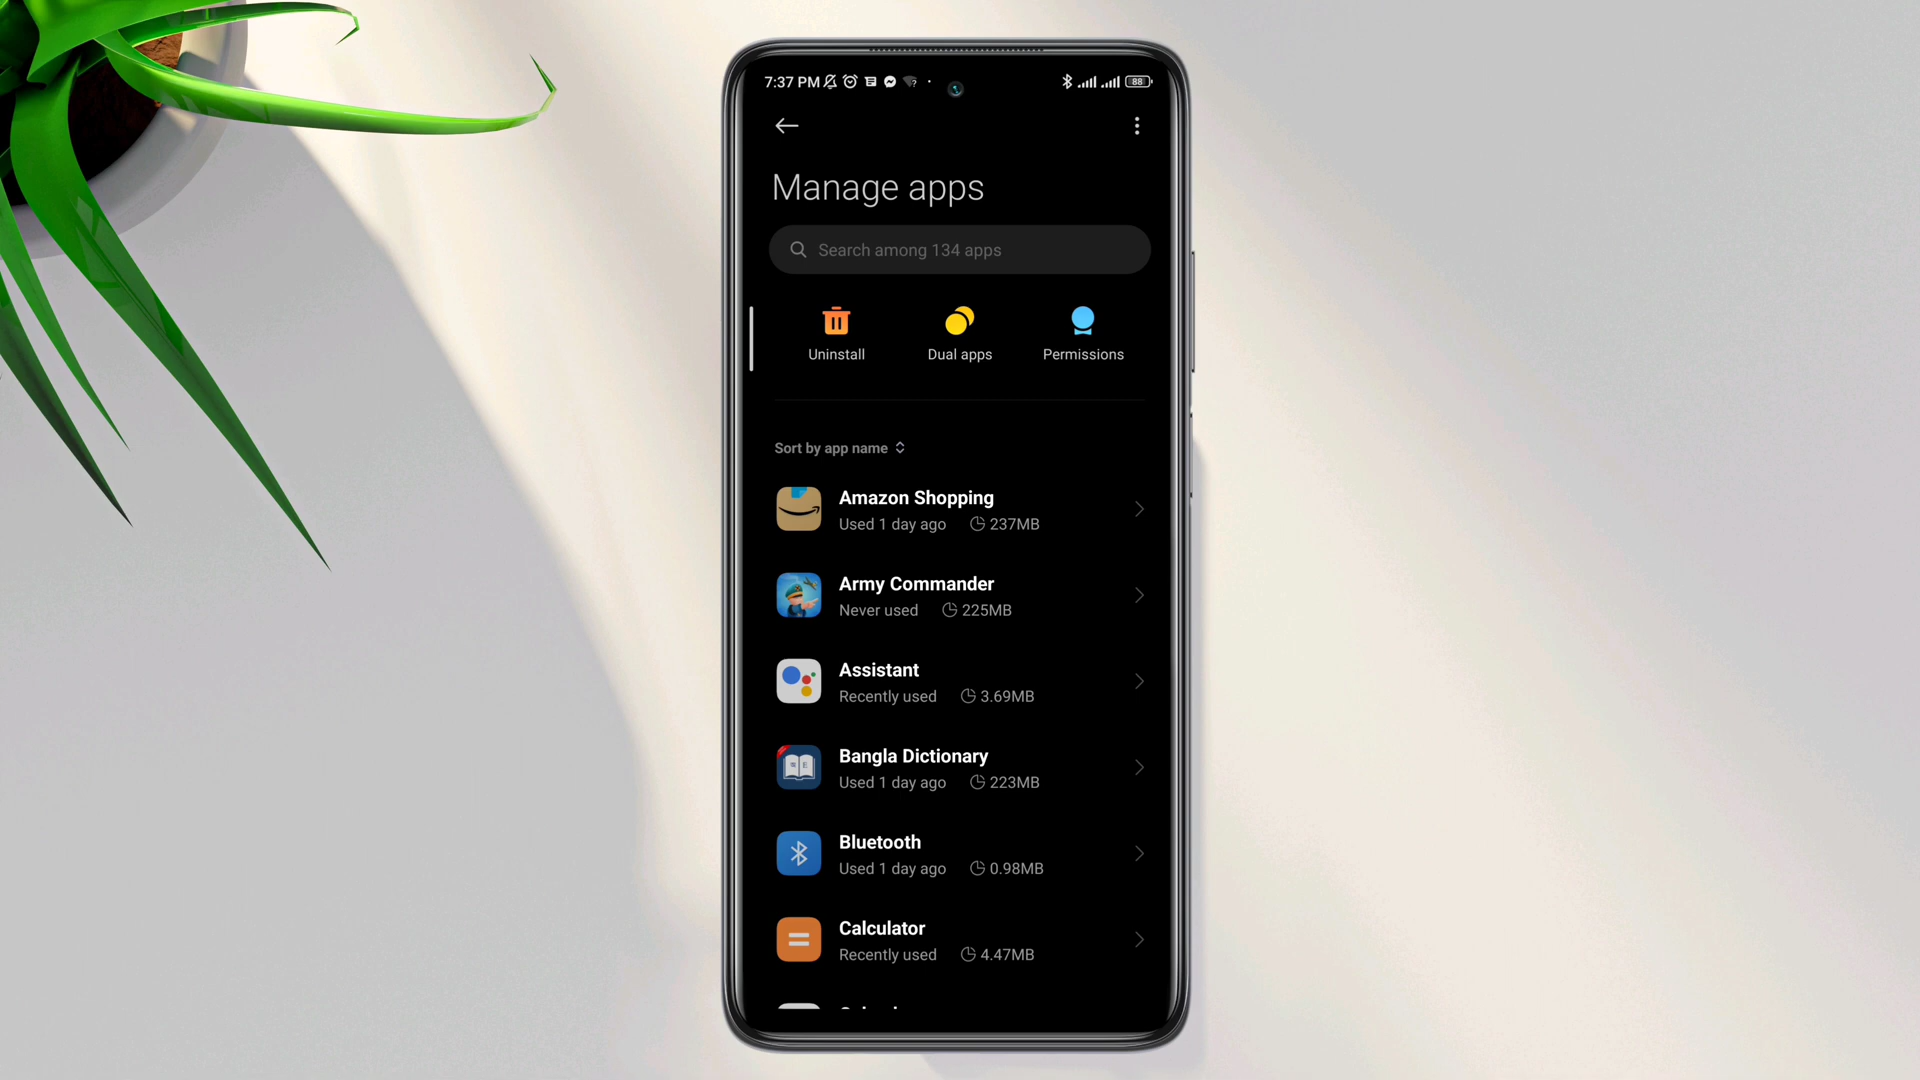 7:37 PM
88
Manage apps
Search among 134 apps
Uninstall
Dual apps
Permissions
Sort by app name
Amazon Shopping
Used 1 day ago 237MB
Army Commander
Never used 225MB
Assistant
Recently used 3.69MB
Bangla Dictionary
Used 1 day ago 223MB
Bluetooth
Used 1 day ago 0.98MB
Calculator
Recently used 4.47MB